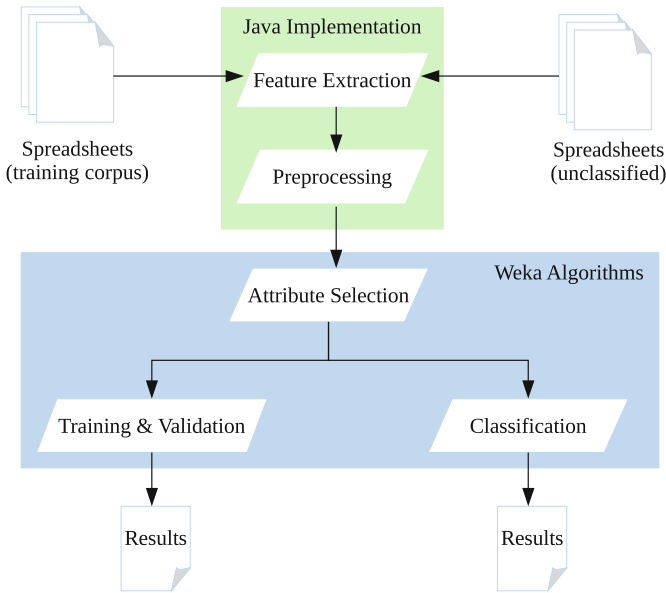 Java Implementation
Feature Extraction
Preprocessing
Spreadsheets
(training corpus)
Spreadsheets
(unclassified)
Weka Algorithms
Attribute Selection
Training & Validation
Classification
Results
Results